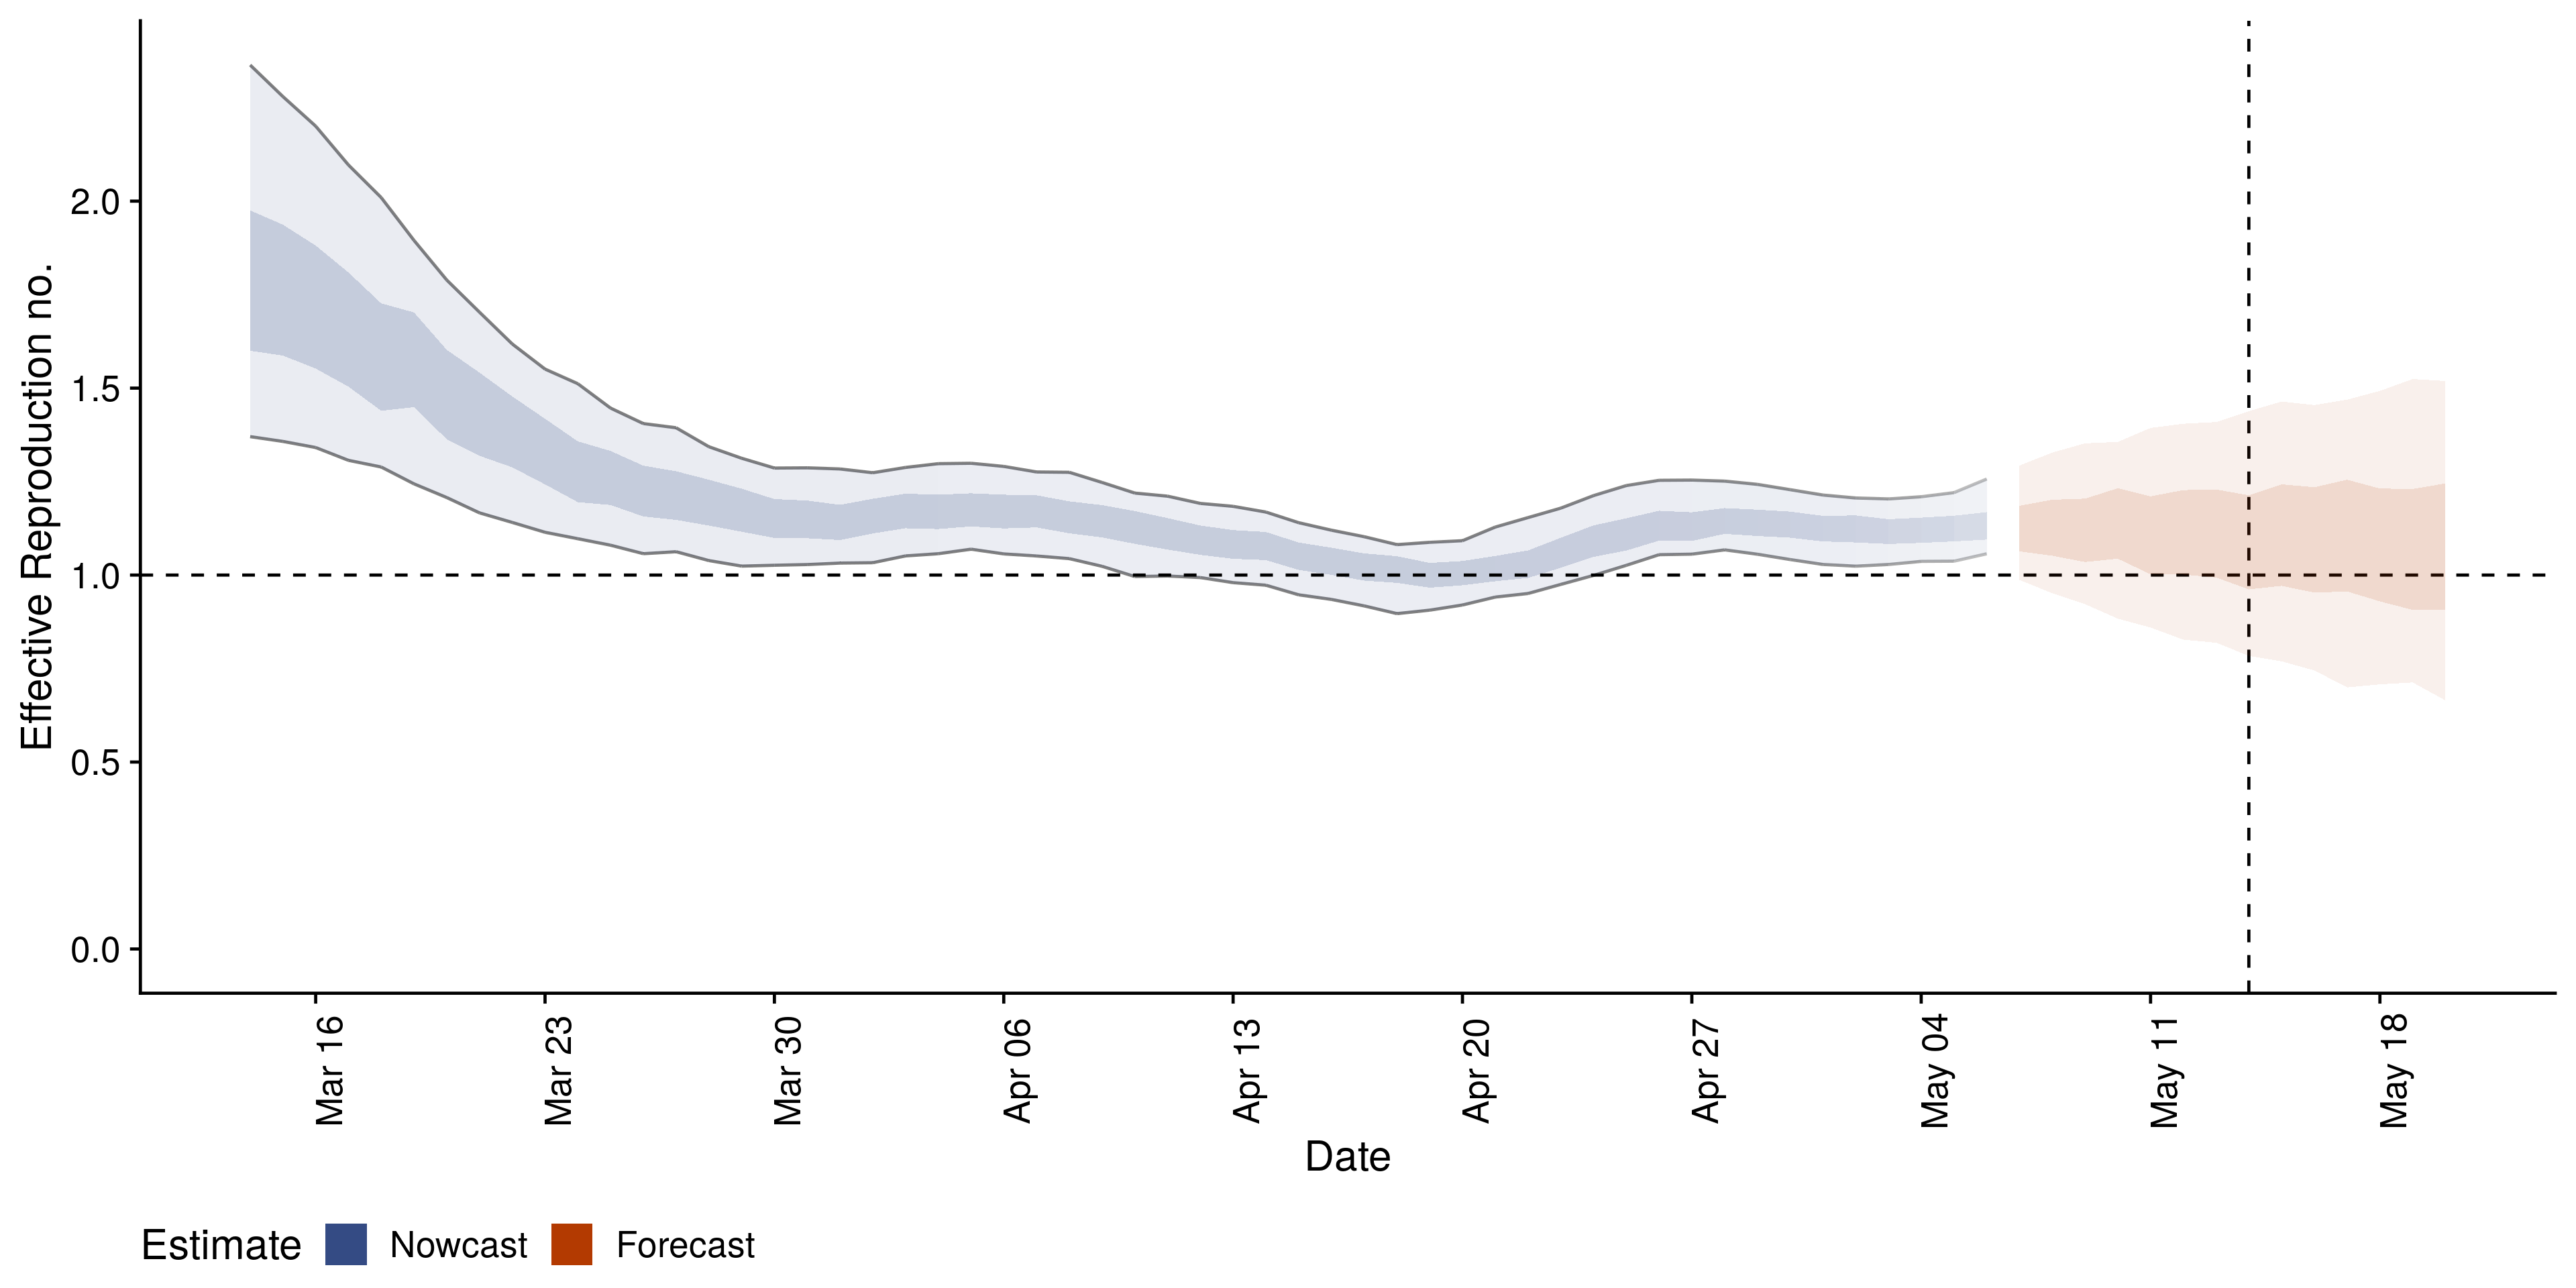 Effective Reproduction no.
2.0
1.5
1.0
0.5
0.0
Mar 16
Mar 23
Mar 30
Apr 06
Apr 13
Apr 20
Apr 27
May 04
May 11
May 18
Date
Estimate Nowcast Forecast